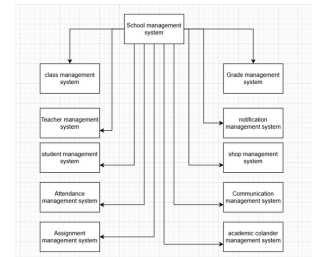 School management
system
class management
system
Grade management
system
Teacher management
system
notification
management system
student management
system
shop management
system
Attendance
management system
Communication
management system
Assignment
management system
academic colander
management system